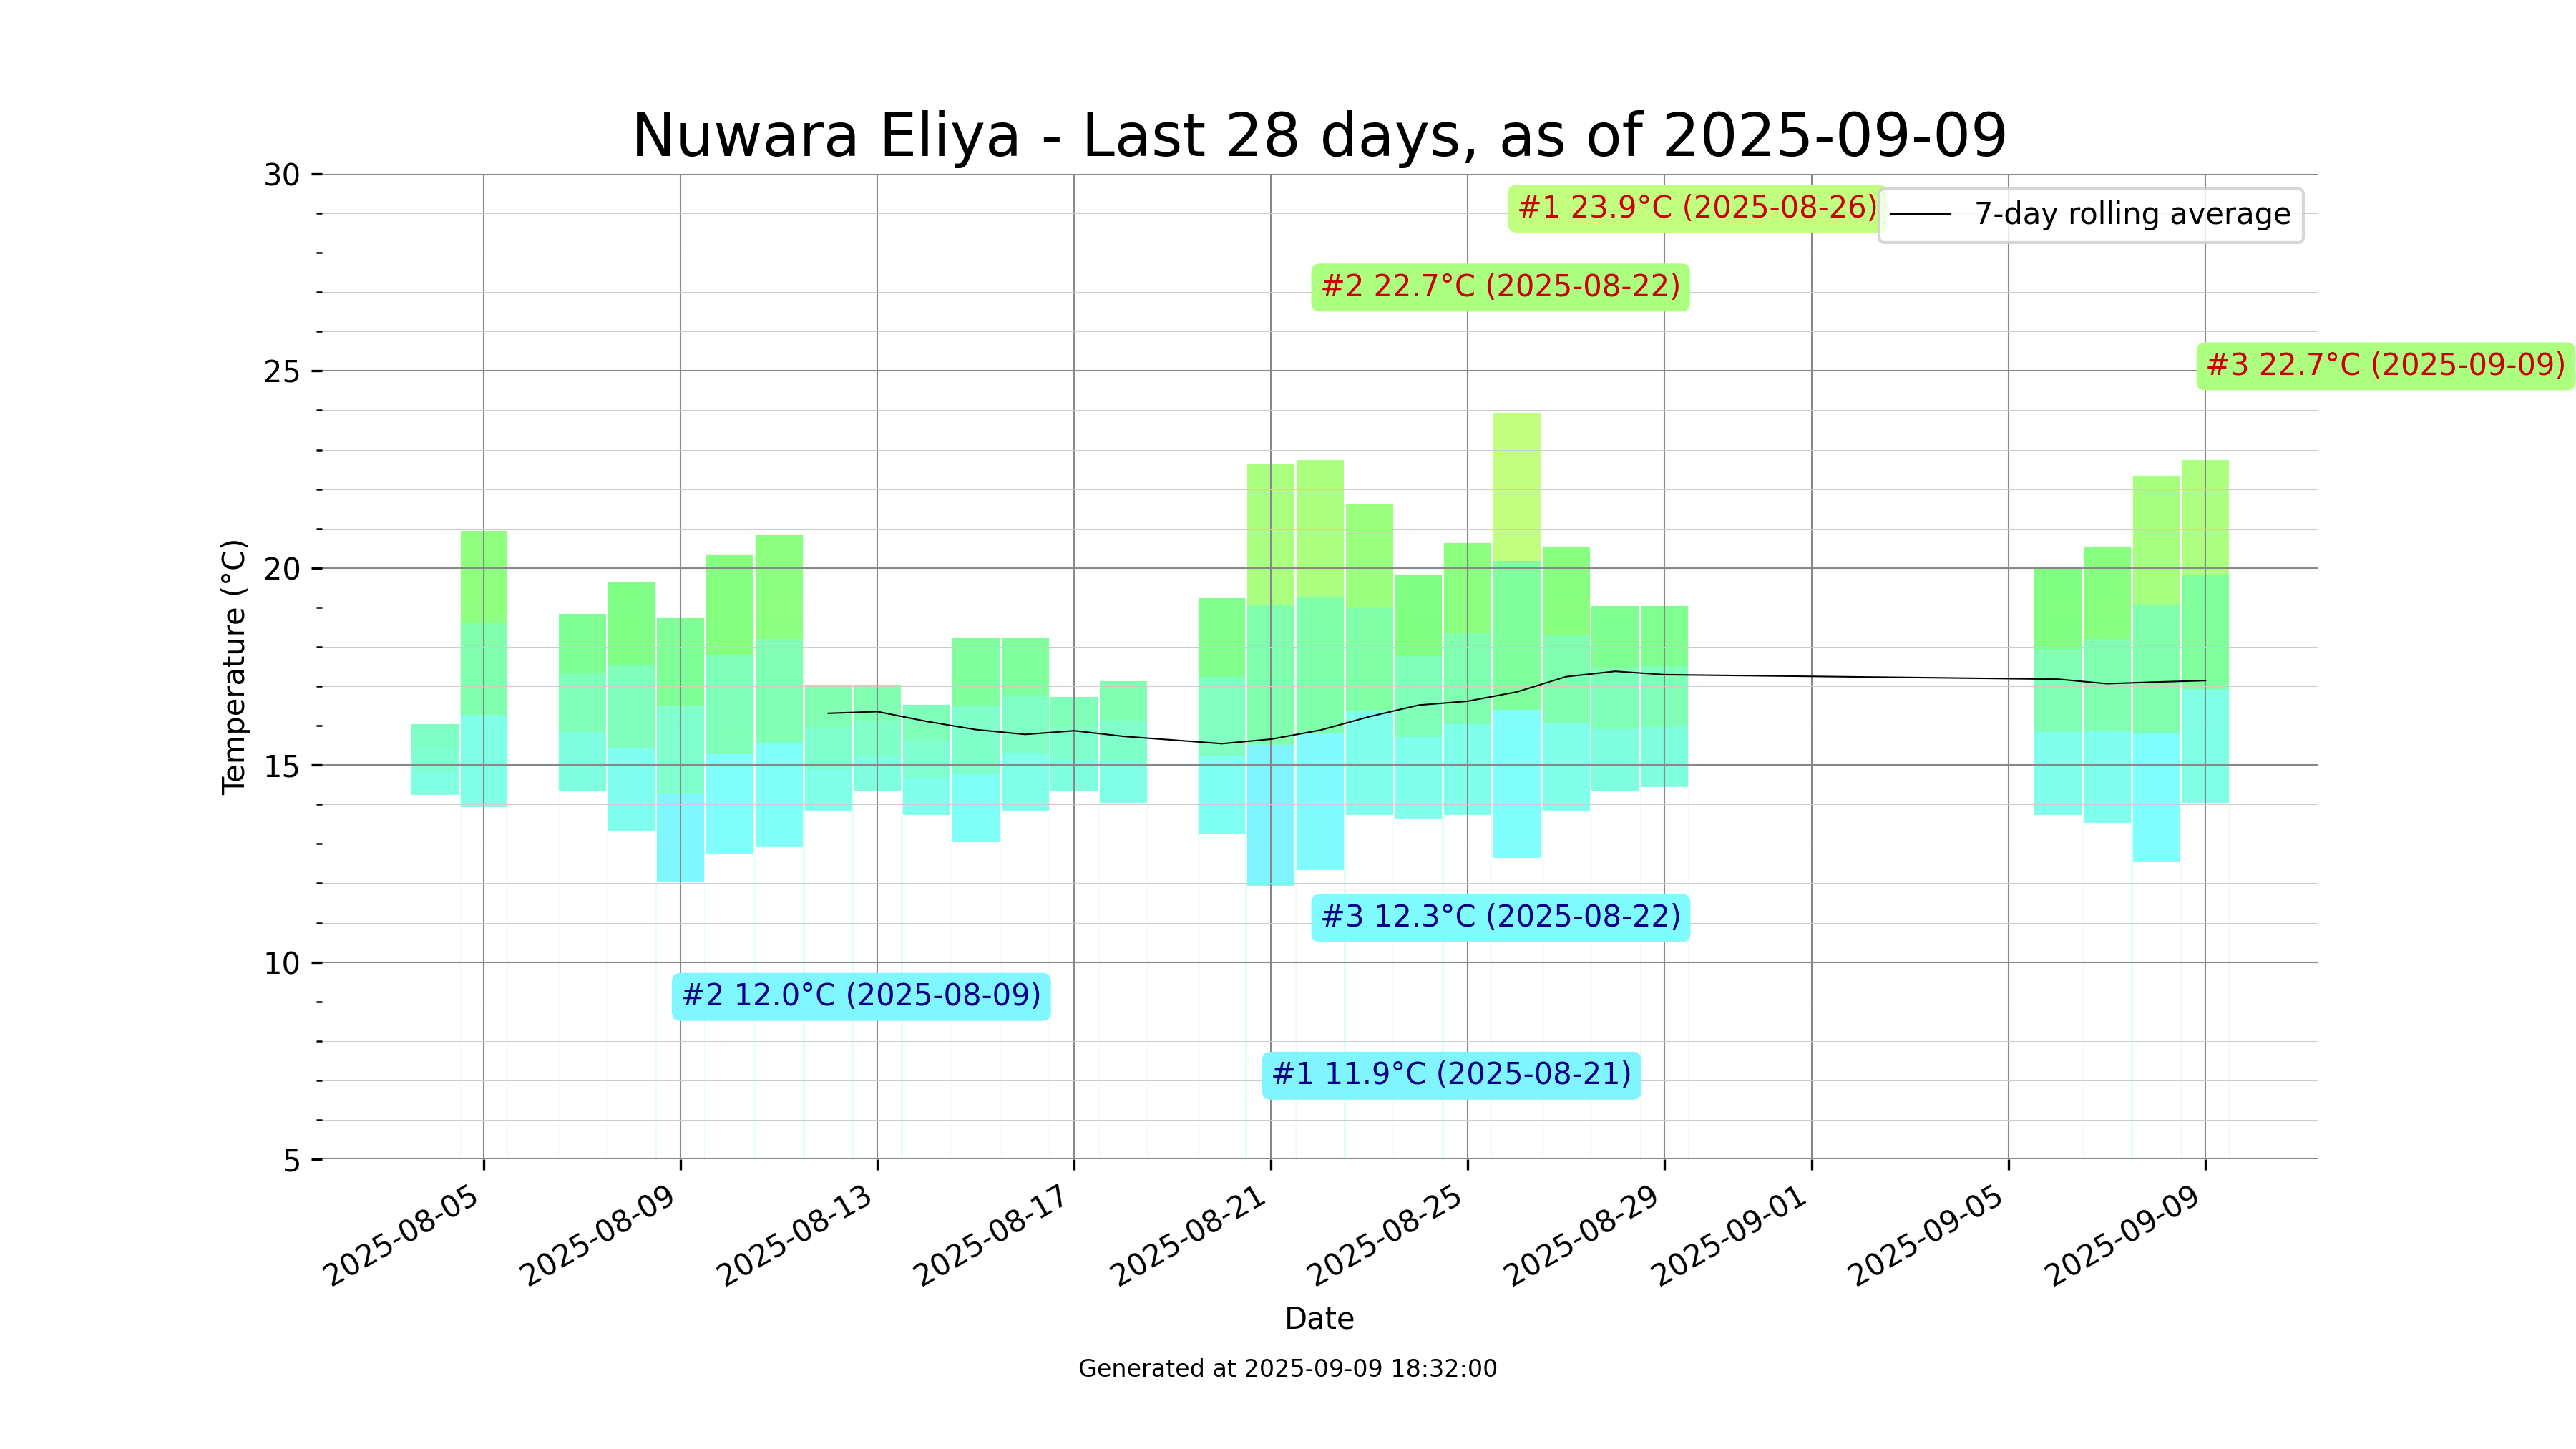 Nuwara Eliya - Last 28 days, as of 2025-09-09
30
#1 23.9°C (2025-08-26)
7-day rolling average
#2 22.7°C (2025-08-22)
25
#3 22.7°C (2025-09-09)
Temperature (°C)
20
15
#3 12.3°C (2025-08-22)
10
#2 12.0°C (2025-08-09)
#1 11.9°C (2025-08-21)
5
2025-08-05
2025-08-09
2025-08-13
2025-08-17
2025-08-21
2025-08-25
2025-08-29
2025-09-01
2025-09-05
2025-09-09
Date
Generated at 2025-09-09 18:32:00